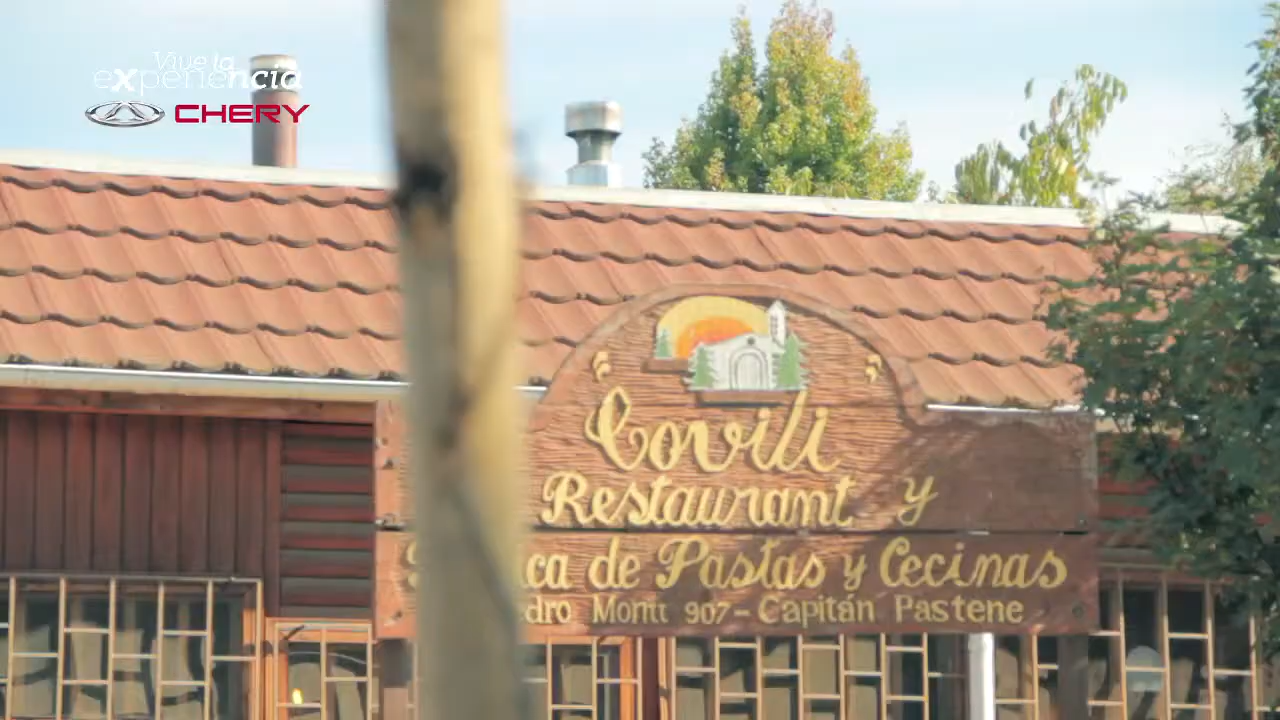 Vive la
experiencia
CHERY
Covili
Restaurant y
ca de Pastas y Cecinas
dro Montt 907 - Capitán Pastene